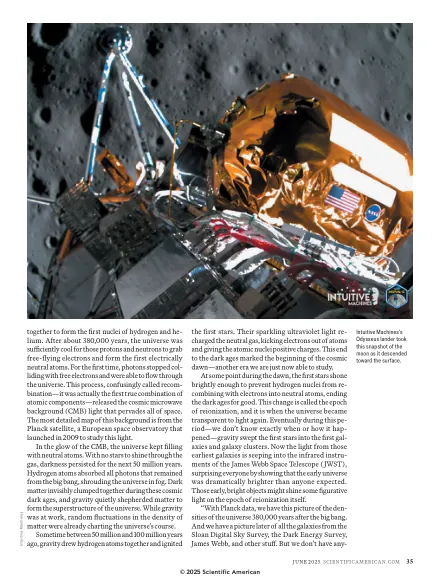 INTUITIVE
MACHINES
together to form the first nuclei of hydrogen and he-
lium. After about 380,000 years, the universe was
sufficiently cool for those protons and neutrons to grab
free-flying electrons and form the first electrically
neutral atoms. For the first time, photons stopped col-
liding with free electrons and were able to flow through
the universe. This process, confusingly called recom-
bination—it was actually the first true combination of
atomic components—released the cosmic microwave
background (CMB) light that pervades all of space.
The most detailed map of this background is from the
Planck satellite, a European space observatory that
launched in 2009 to study this light.
In the glow of the CMB, the universe kept filling
with neutral atoms. With no stars to shine through the
gas, darkness persisted for the next 50 million years.
Hydrogen atoms absorbed all photons that remained
from the big bang, shrouding the universe in fog. Dark
matter invisibly clumped together during these cosmic
dark ages, and gravity quietly shepherded matter to
form the superstructure of the universe. While gravity
was at work, random fluctuations in the density of
matter were already charting the universe's course.
Sometime between 50 million and 100 million years
ago, gravity drew hydrogen atoms together and ignited
the first stars. Their sparkling ultraviolet light re-
charged the neutral gas, kicking electrons out of atoms
and giving the atomic nuclei positive charges. This end
to the dark ages marked the beginning of the cosmic
dawn—another era we are just now able to study.
At some point during the dawn, the first stars shone
brightly enough to prevent hydrogen nuclei from re-
combining with electrons into neutral atoms, ending
the dark ages for good. This change is called the epoch
of reionization, and it is when the universe became
transparent to light again. Eventually during this pe-
riod—we don't know exactly when or how it hap-
pened—gravity swept the first stars into the first gal-
axies and galaxy clusters. Now the light from those
earliest galaxies is seeping into the infrared instru-
ments of the James Webb Space Telescope (JWST),
surprising everyone by showing that the early universe
was dramatically brighter than anyone expected.
Those early, bright objects might shine some figurative
light on the epoch of reionization itself.
"With Planck data, we have this picture of the den-
sities of the universe 380,000 years after the big bang.
And we have a picture later of all the galaxies from the
Sloan Digital Sky Survey, the Dark Energy Survey,
James Webb, and other stuff. But we don't have any-
Intuitive Machines's
Odysseus lander took
this snapshot of the
moon as it descended
toward the surface.
JUNE 2025 SCIENTIFICAMERICAN.COM 35
© 2025 Scientific American